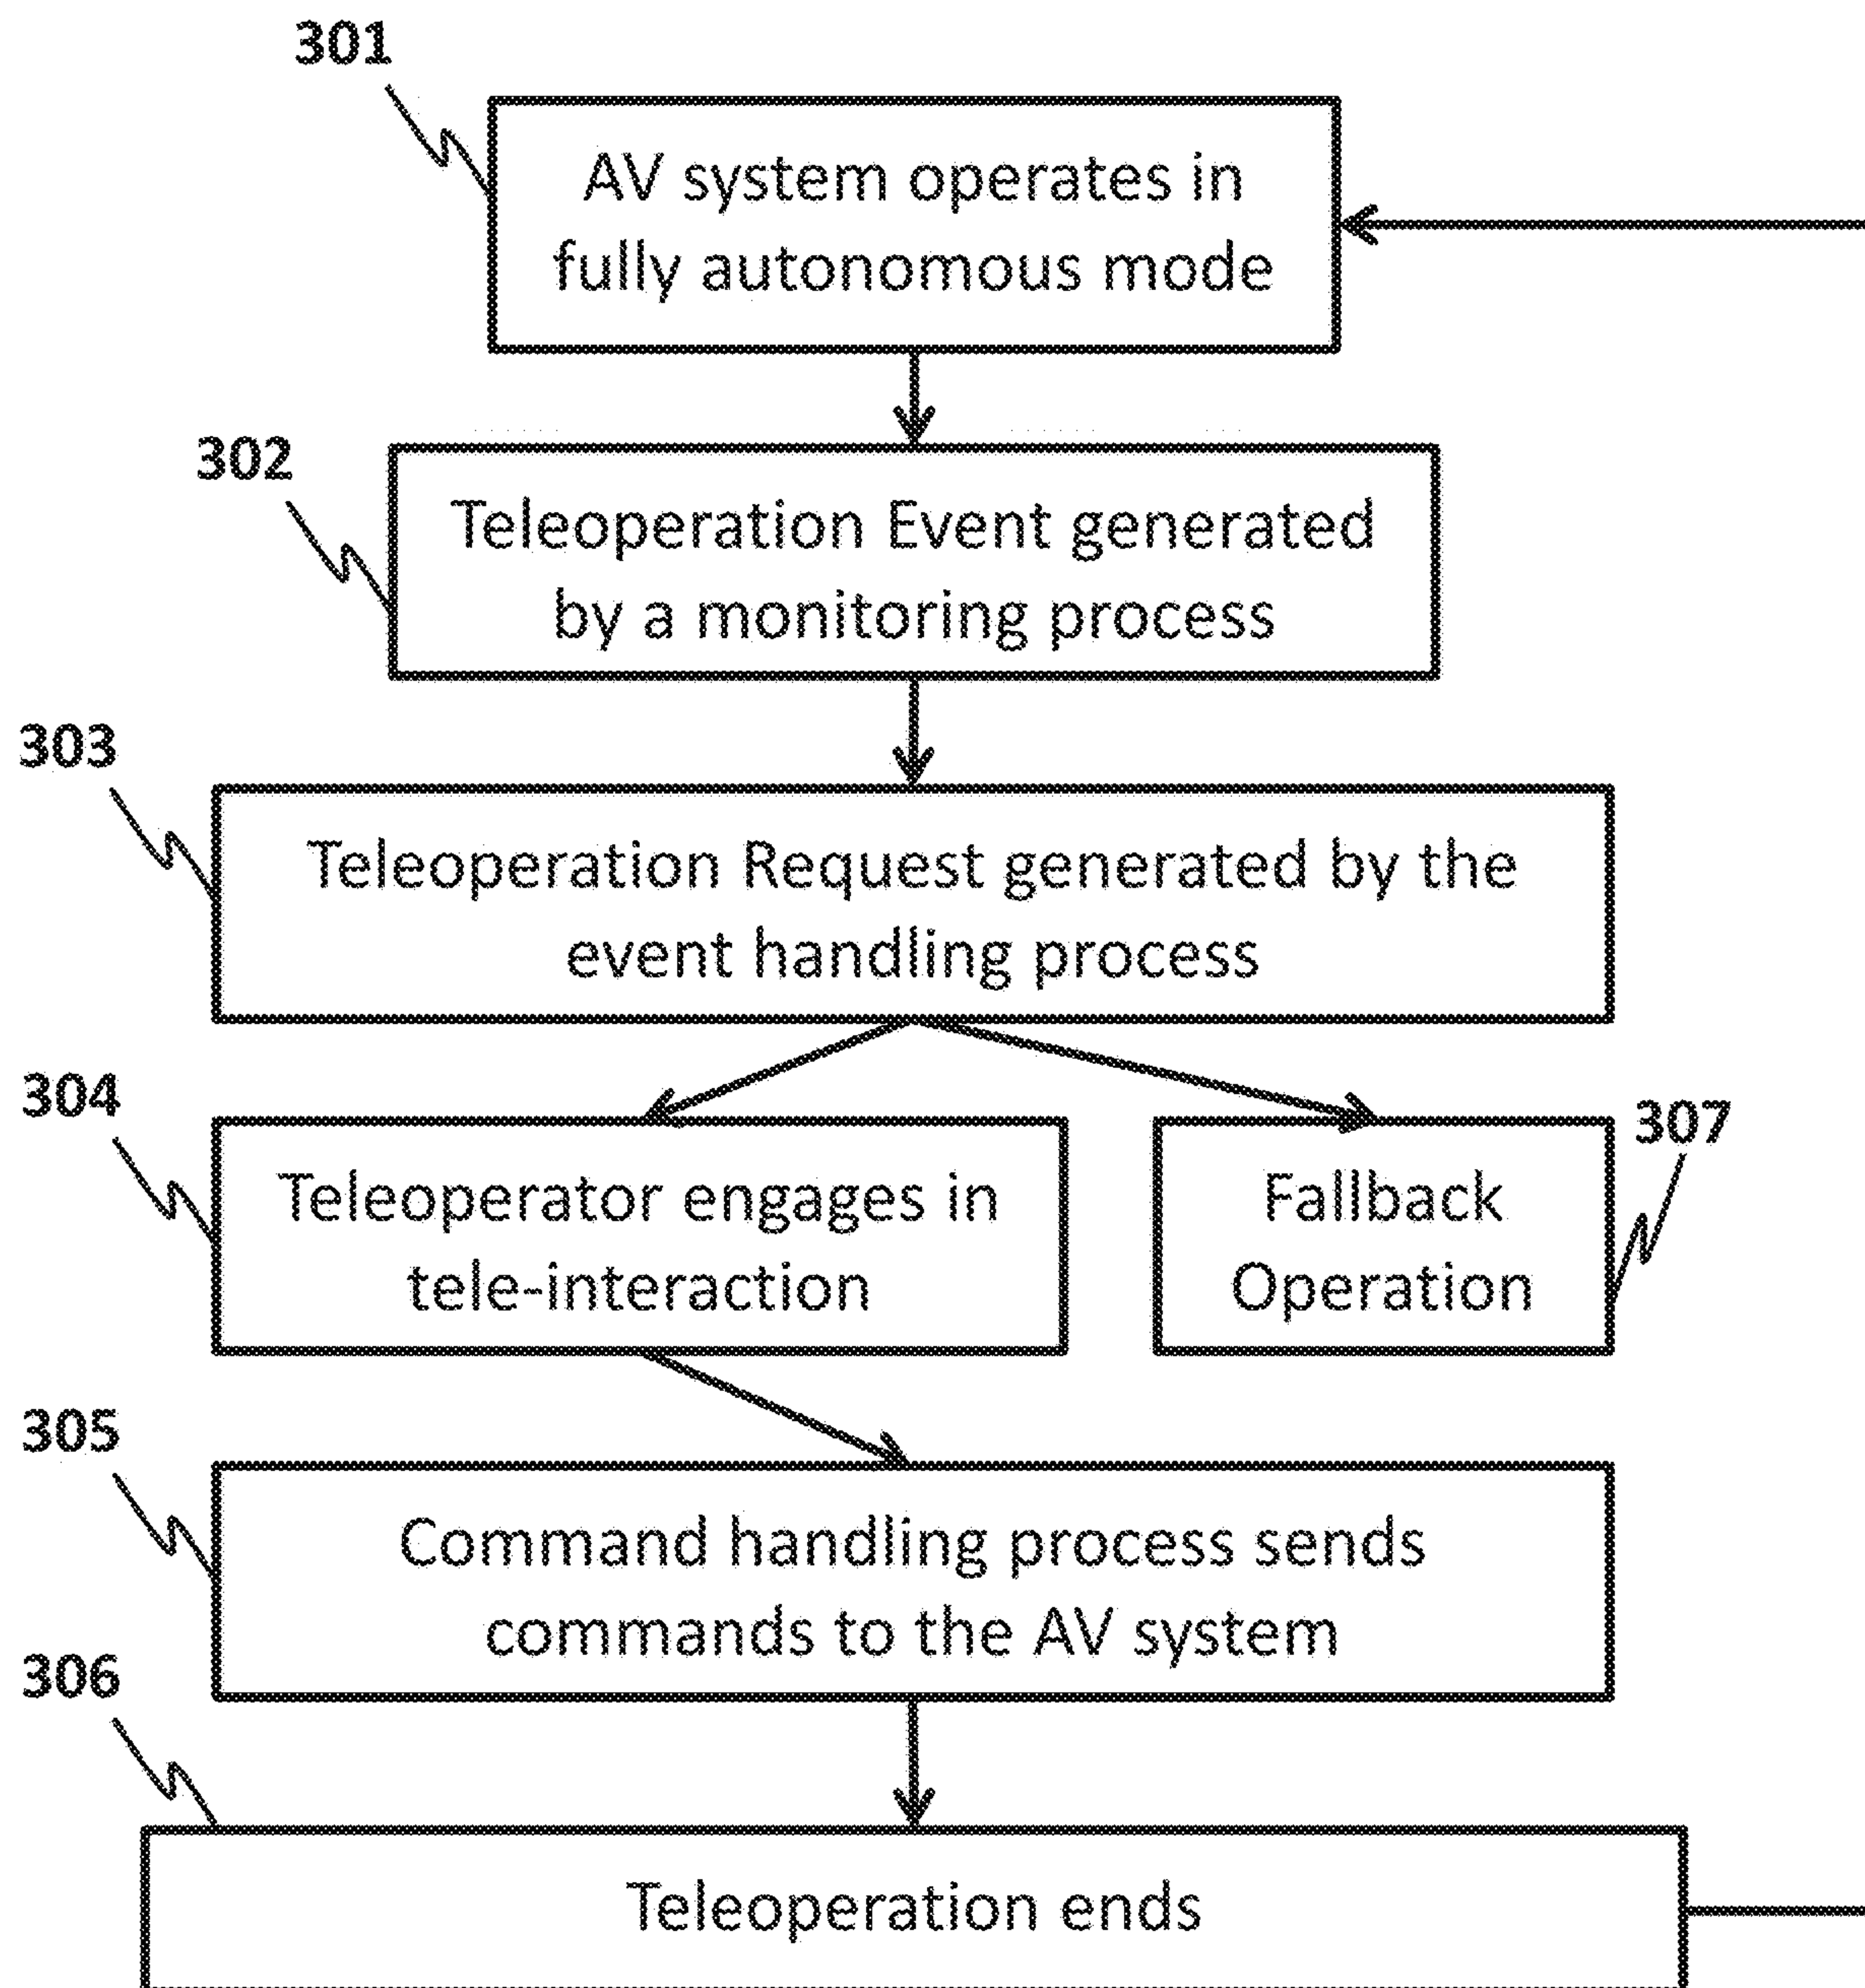 301
AV system operates in
fully autonomous mode
302
Teleoperation Event generated
by a monitoring process
303
Teleoperation Request generated by the
event handling process
304
Teleoperator engages in
tele-interaction
307
Fallback
Operation
305
Command handling process sends
commands to the AV system
306
Teleoperation ends